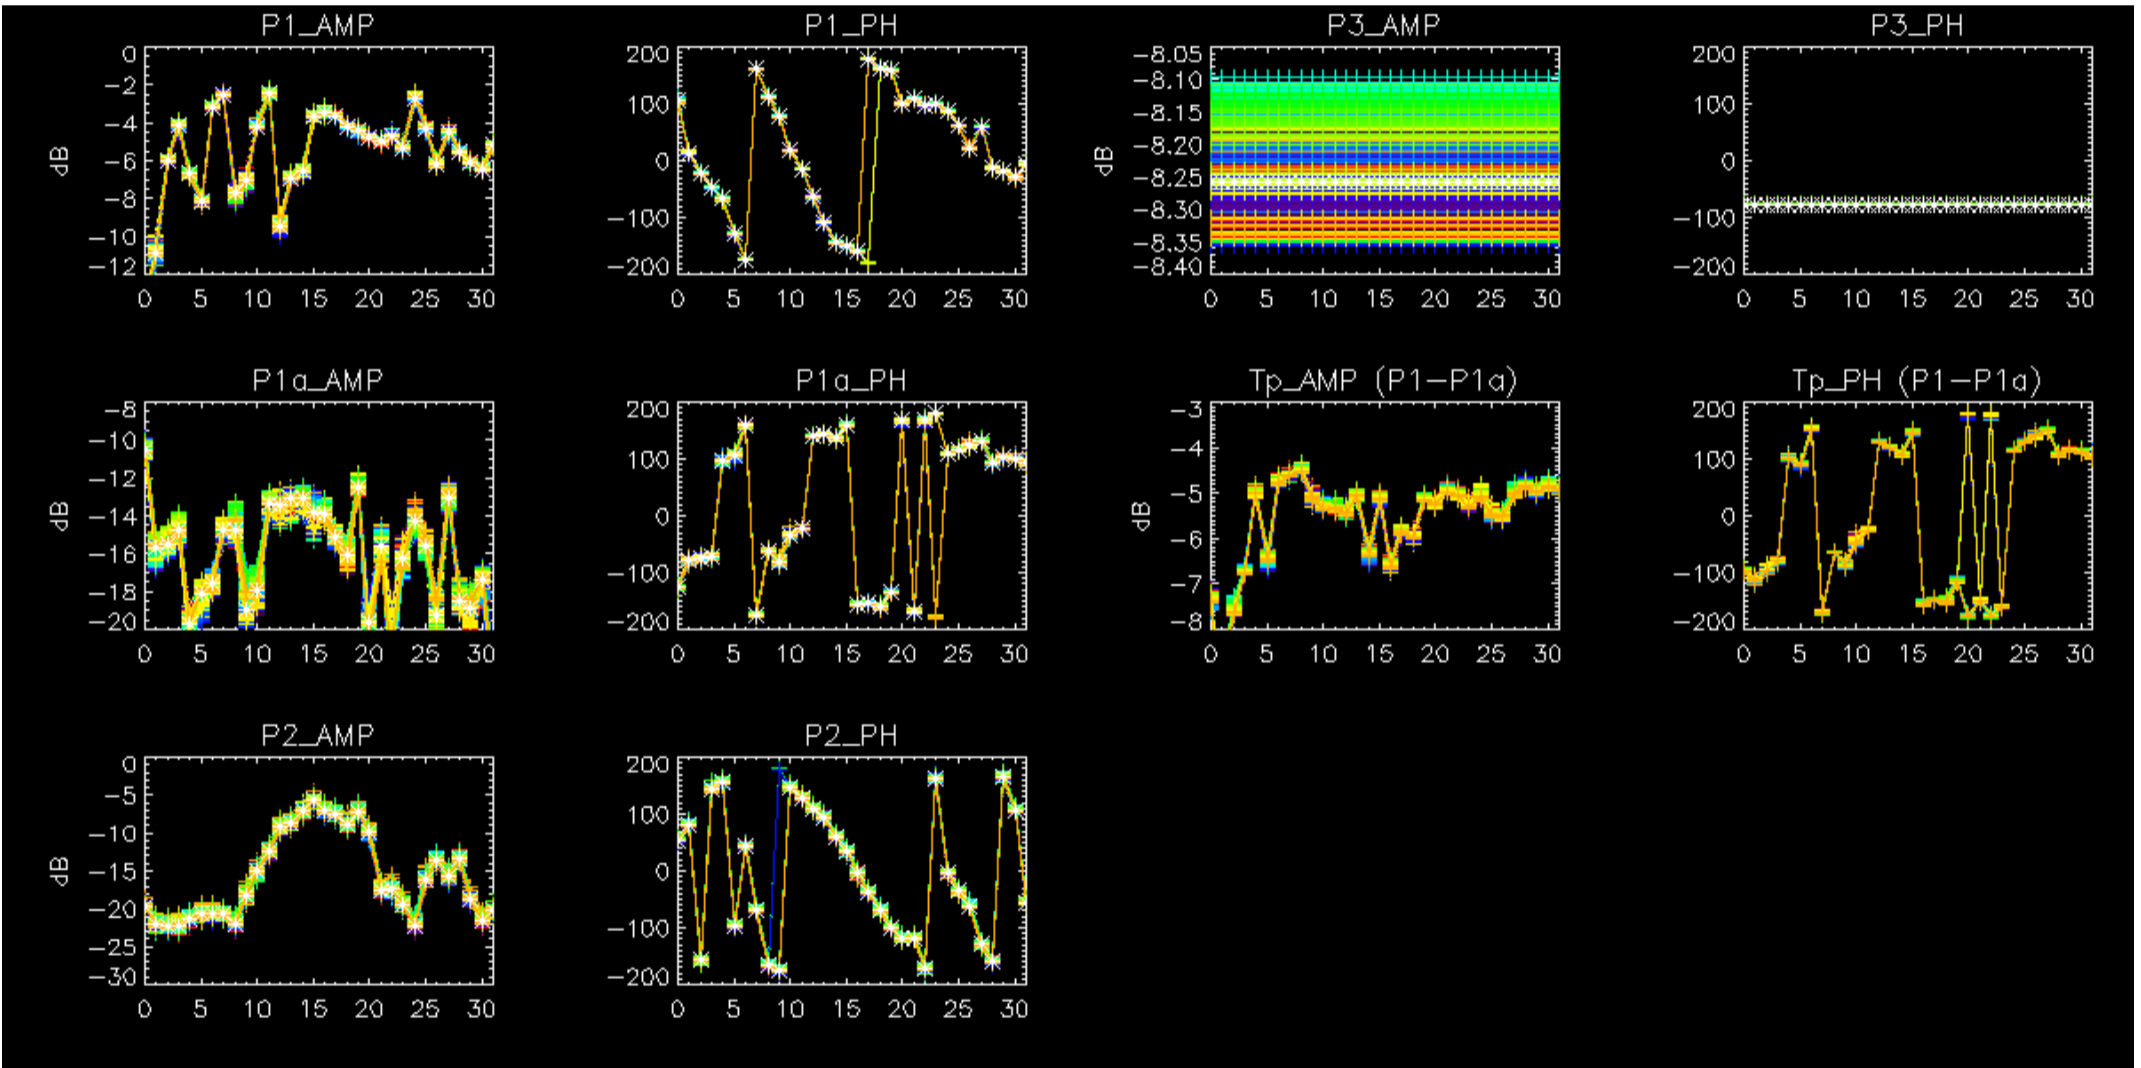 P1_AMP
P1_PH
P3_AMP
P3_PH
0
-2
-4
-6
-8
-10
-12
dB
0 5 10 15 20 25 30
200
100
0
-100
-200
0 5 10 15 20 25 30
-8.05
-8.10
-8.15
-8.20
-8.25
-8.30
-8.35
-8.40
dB
0 5 10 15 20 25 30
200
100
0
-100
-200
0 5 10 15 20 25 30
P1a_AMP
P1a_PH
Tp_AMP (P1-P1a)
Tp_PH (P1-P1a)
-8
-10
-12
-14
-16
-18
-20
dB
0 5 10 15 20 25 30
200
100
0
-100
-200
0 5 10 15 20 25 30
-3
-4
-5
-6
-7
-8
dB
0 5 10 15 20 25 30
200
100
0
-100
-200
0 5 10 15 20 25 30
P2_AMP
P2_PH
0
-5
-10
-15
-20
-25
-30
dB
0 5 10 15 20 25 30
200
100
0
-100
-200
0 5 10 15 20 25 30